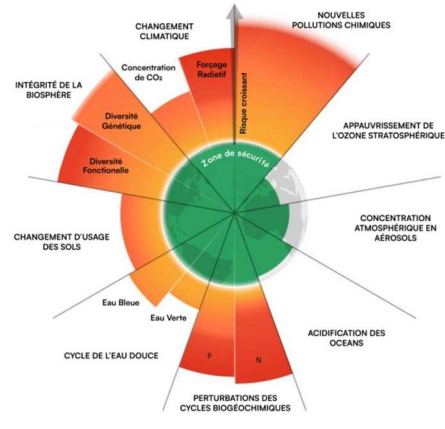 NOUVELLES
POLLUTIONS CHIMIQUES
CHANGEMENT
CLIMATIQUE
Concentration
de CO₂
Forçage
Radiatif
Risque croissant
INTÉGRITÉ DE LA
BIOSPHÈRE
Diversité
Génétique
Diversité
Fonctionelle
Zone de sécurité
APPAUVRISSEMENT DE
L'OZONE STRATOSPHÉRIQUE
CONCENTRATION
ATMOSPHÉRIQUE EN
AÉROSOLS
CHANGEMENT D'USAGE
DES SOLS
Eau Bleue
Eau Verte
CYCLE DE L'EAU DOUCE
P
N
ACIDIFICATION DES
OCEANS
PERTURBATIONS DES
CYCLES BIOGÉOCHIMIQUES